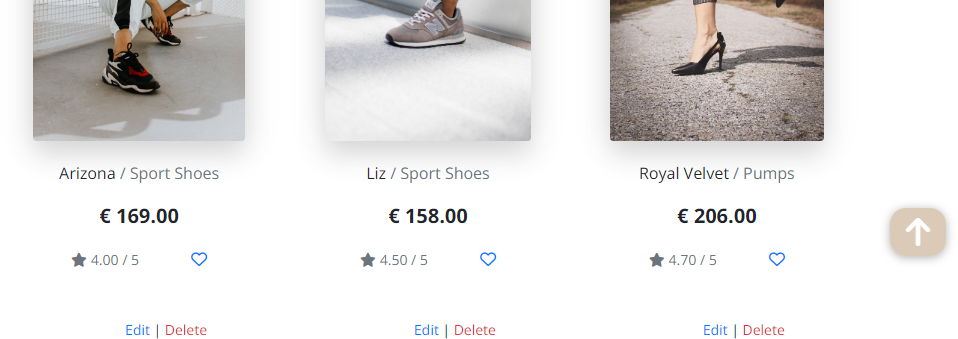 Arizona / Sport Shoes
€ 169.00
4.00 / 5
Edit | Delete
Liz / Sport Shoes
€ 158.00
4.50 / 5
Edit | Delete
Royal Velvet / Pumps
€ 206.00
4.70 / 5
Edit | Delete